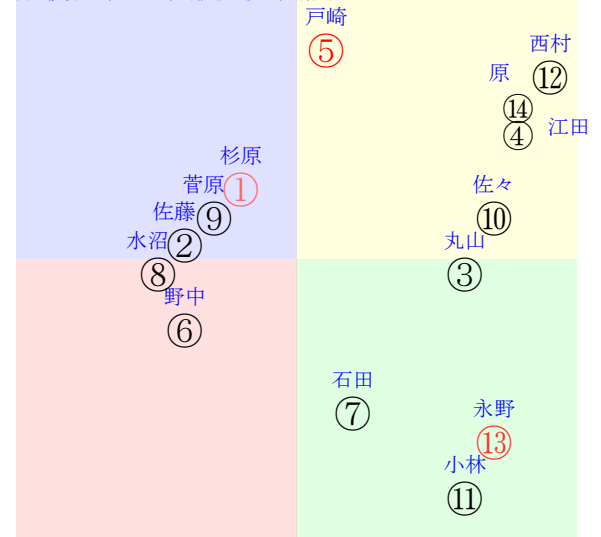 戸崎
⑤
西村
⑫
原
⑭
江田
④
杉原
①
菅原
⑨
佐々
⑩
佐藤
②
丸山
③
水沼
⑧
野中
⑥
石田
⑦
永野
⑬
小林
⑪